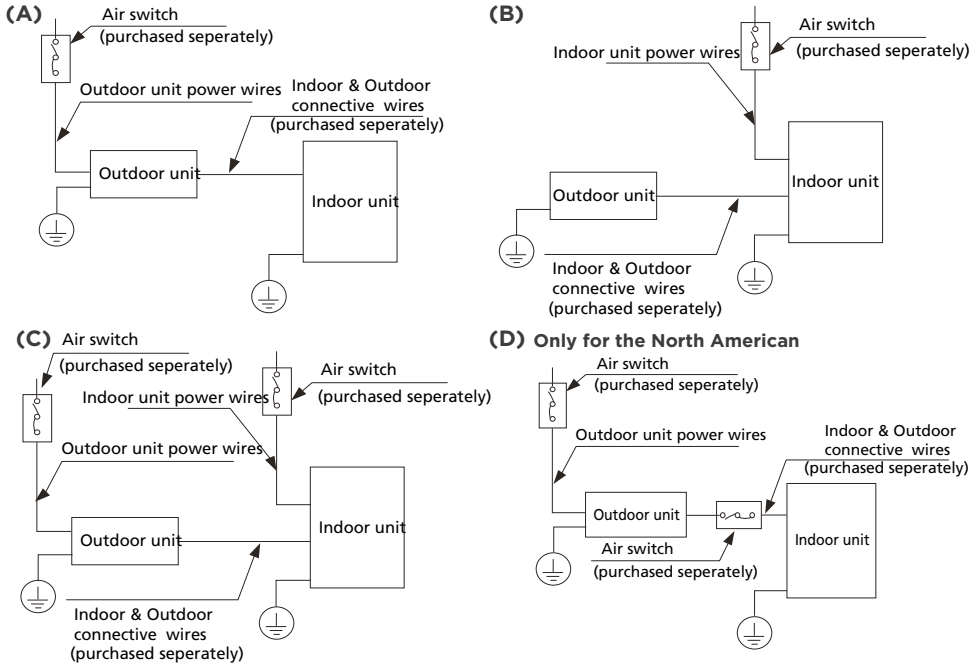 (A)
Air switch
(purchased seperately)
Outdoor unit power wires
Indoor & Outdoor
connective wires
(purchased seperately)
Outdoor unit
Indoor unit
(B)
Air switch
(purchased seperately)
Indoor unit power wires
Indoor unit
Outdoor unit
Indoor & Outdoor
connective wires
(purchased seperately)
(C)
Air switch
(purchased seperately)
Air switch
(purchased seperately)
Indoor unit power wires
Outdoor unit power wires
Outdoor unit
Indoor unit
Indoor & Outdoor
connective wires
(purchased seperately)
(D) Only for the North American
Air switch
(purchased seperately)
Outdoor unit power wires
Indoor & Outdoor
connective wires
(purchased seperately)
Outdoor unit
Indoor unit
Air switch
(purchased seperately)